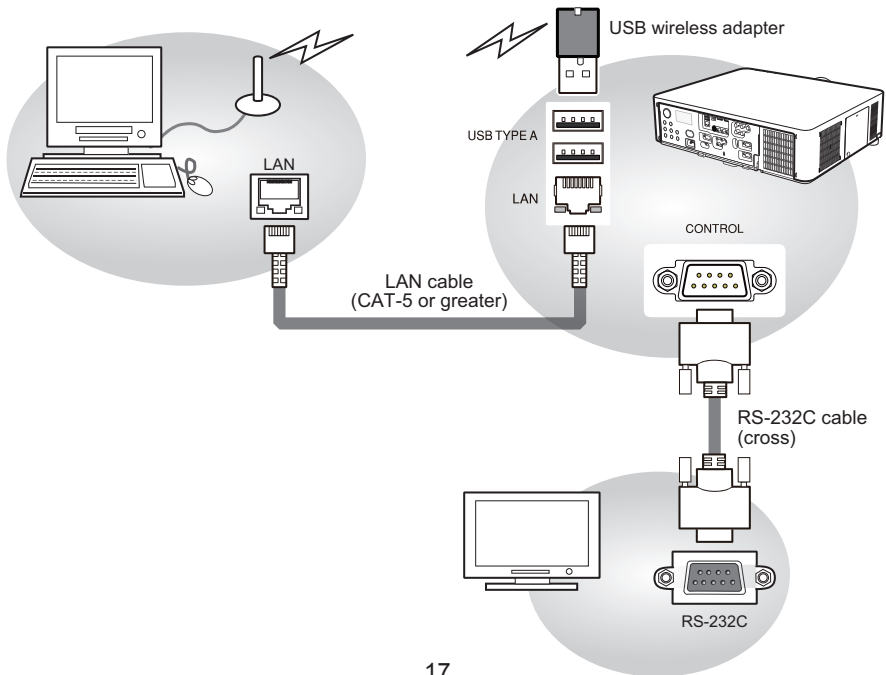 USB wireless adapter
USB TYPE A
LAN
LAN
CONTROL
LAN cable
(CAT-5 or greater)
RS-232C cable
(cross)
RS-232C
17